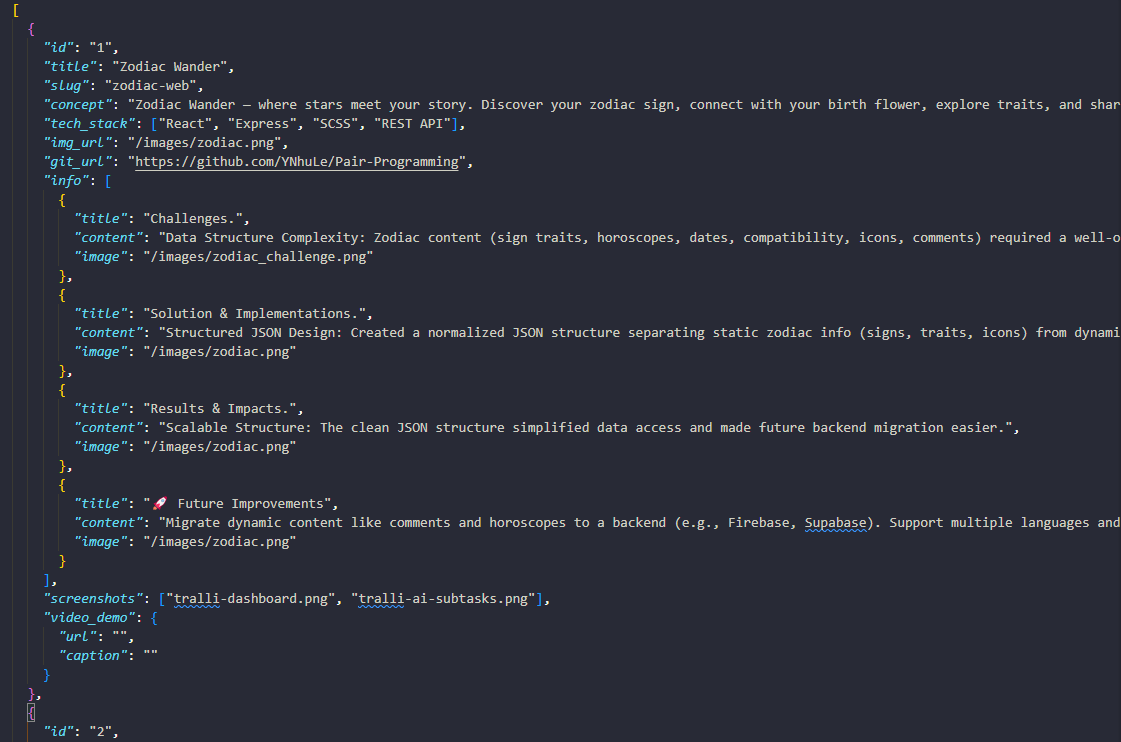 [
{
"id": "1",
"title": "Zodiac Wander",
"slug": "zodiac-web",
"concept": "Zodiac Wander — where stars meet your story. Discover your zodiac sign, connect with your birth flower, explore traits, and shar
"tech_stack": ["React", "Express", "SCSS", "REST API"],
"img_url": "/images/zodiac.png",
"git_url": "https://github.com/YNhuLe/Pair-Programming",
"info": [
{
"title": "Challenges.",
"content": "Data Structure Complexity: Zodiac content (sign traits, horoscopes, dates, compatibility, icons, comments) required a well-o
"image": "/images/zodiac_challenge.png"
},
{
"title": "Solution & Implementations.",
"content": "Structured JSON Design: Created a normalized JSON structure separating static zodiac info (signs, traits, icons) from dynami
"image": "/images/zodiac.png"
},
{
"title": "Results & Impacts.",
"content": "Scalable Structure: The clean JSON structure simplified data access and made future backend migration easier.",
"image": "/images/zodiac.png"
},
{
"title": "🚀 Future Improvements",
"content": "Migrate dynamic content like comments and horoscopes to a backend (e.g., Firebase, Supabase). Support multiple languages and
"image": "/images/zodiac.png"
}
],
"screenshots": ["tralli-dashboard.png", "tralli-ai-subtasks.png"],
"video_demo": {
"url": "",
"caption": ""
}
},
{
"id": "2",